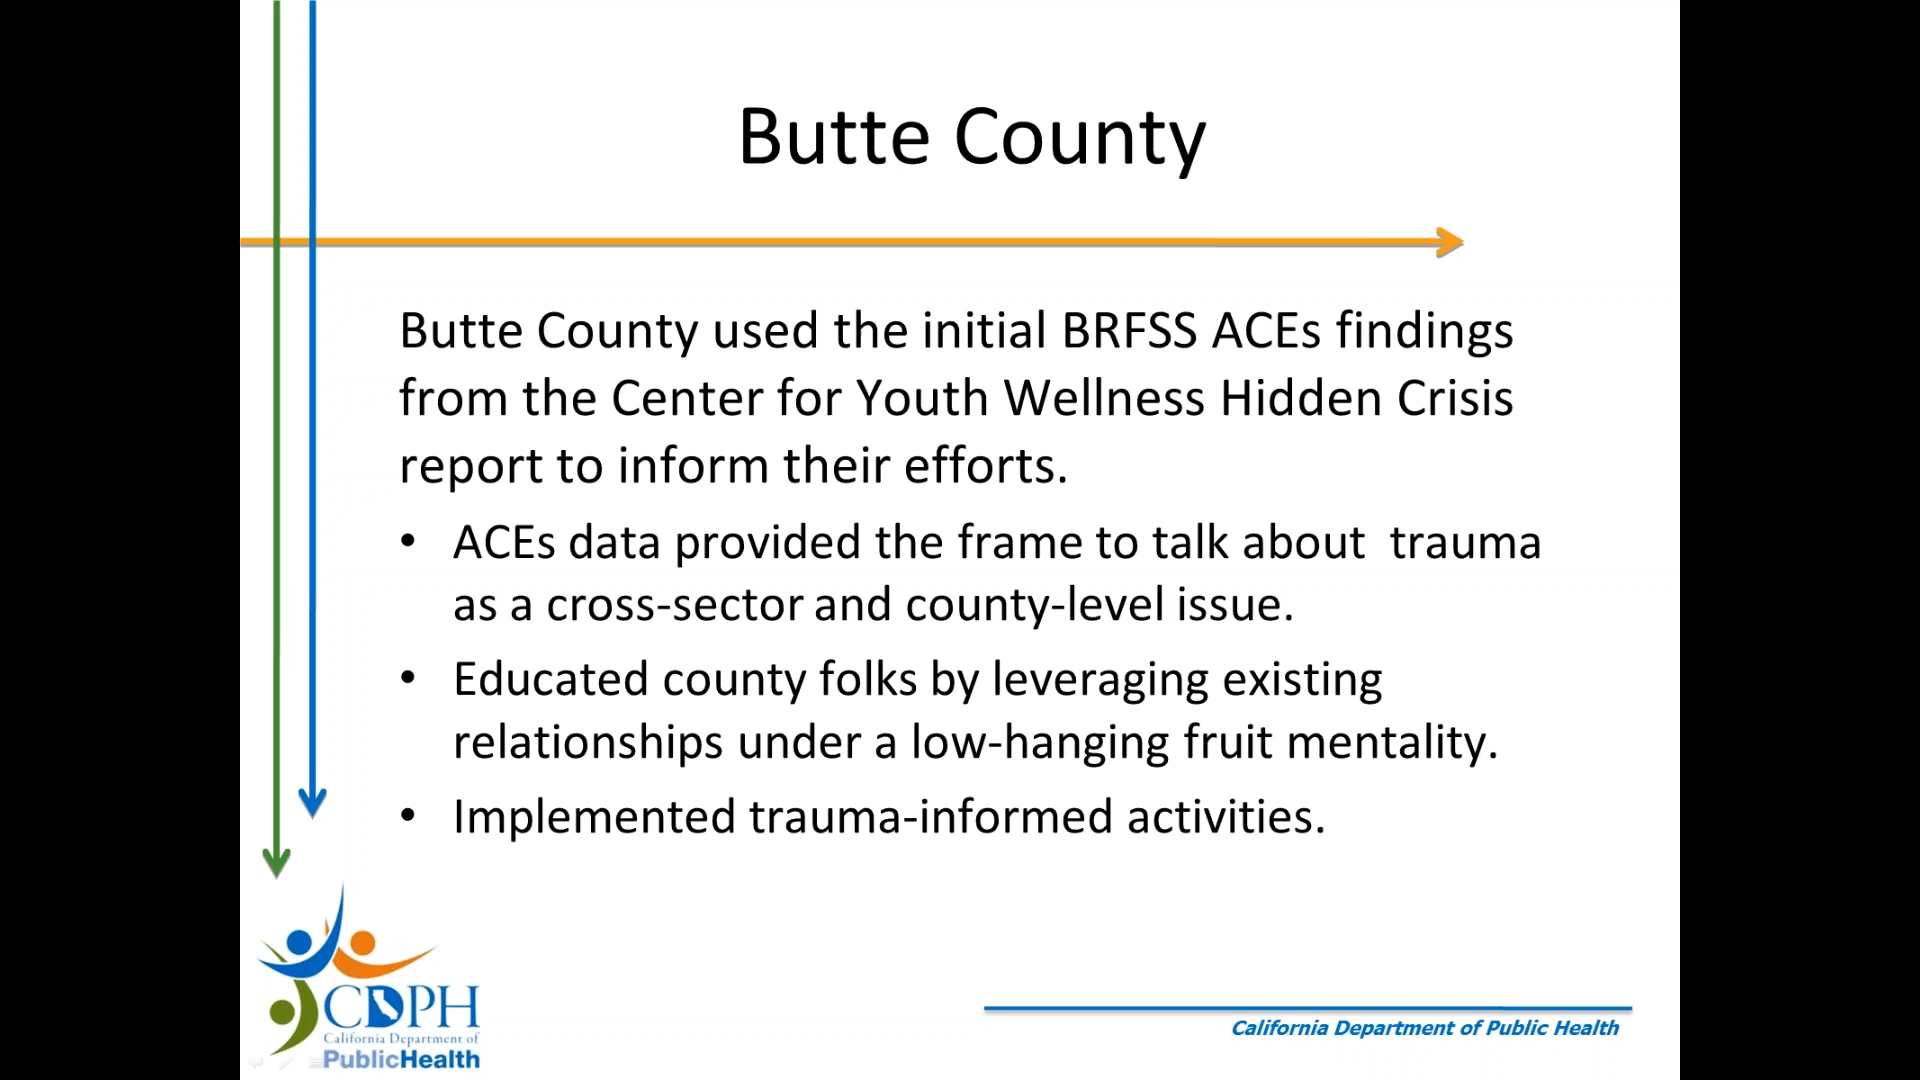 Butte County
Butte County used the initial BRFSS ACEs findings
from the Center for Youth Wellness Hidden Crisis
report to inform their efforts.
• ACEs data provided the frame to talk about  trauma
as a cross-sector and county-level issue.
• Educated county folks by leveraging existing
relationships under a low-hanging fruit mentality.
• Implemented trauma-informed activities.
CDPH
California Department of
PublicHealth
California Department of Public Health